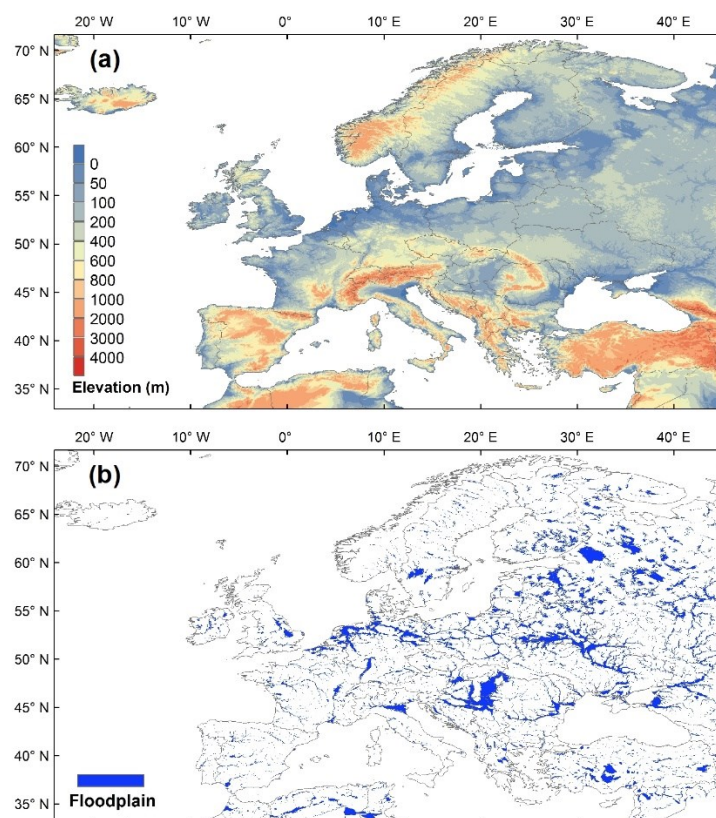 20° W 10° W 0° 10° E 20° E 30° E 40° E
70° N
(a)
65° N
60° N
0
55° N
50
100
50° N
200
400
45° N
600
800
40° N
1000
2000
3000
35° N
4000
Elevation (m)
20° W 10° W 0° 10° E 20° E 30° E 40° E
70° N
(b)
65° N
60° N
55° N
50° N
45° N
40° N
35° N
Floodplain